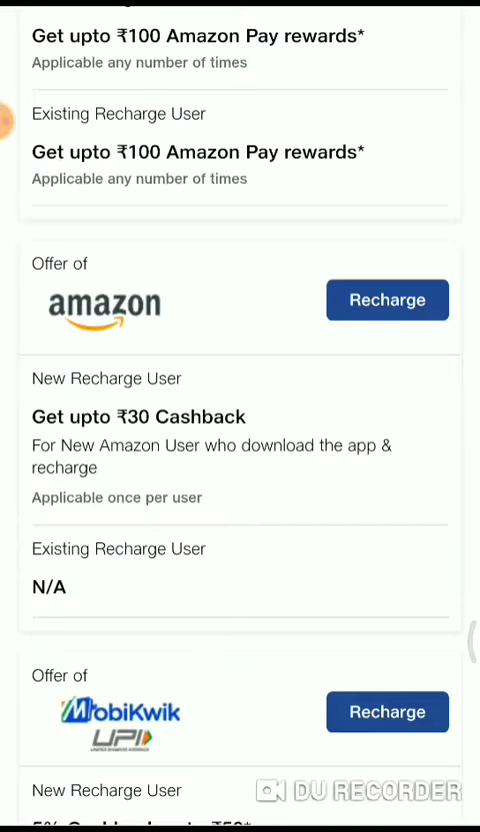 Get upto ₹100 Amazon Pay rewards*
Applicable any number of times
Existing Recharge User
Get upto ₹100 Amazon Pay rewards*
Applicable any number of times
Offer of
amazon
Recharge
New Recharge User
Get upto ₹30 Cashback
For New Amazon User who download the app &
recharge
Applicable once per user
Existing Recharge User
N/A
Offer of
MobiKwik
UPI
Recharge
New Recharge User
DU RECORDER